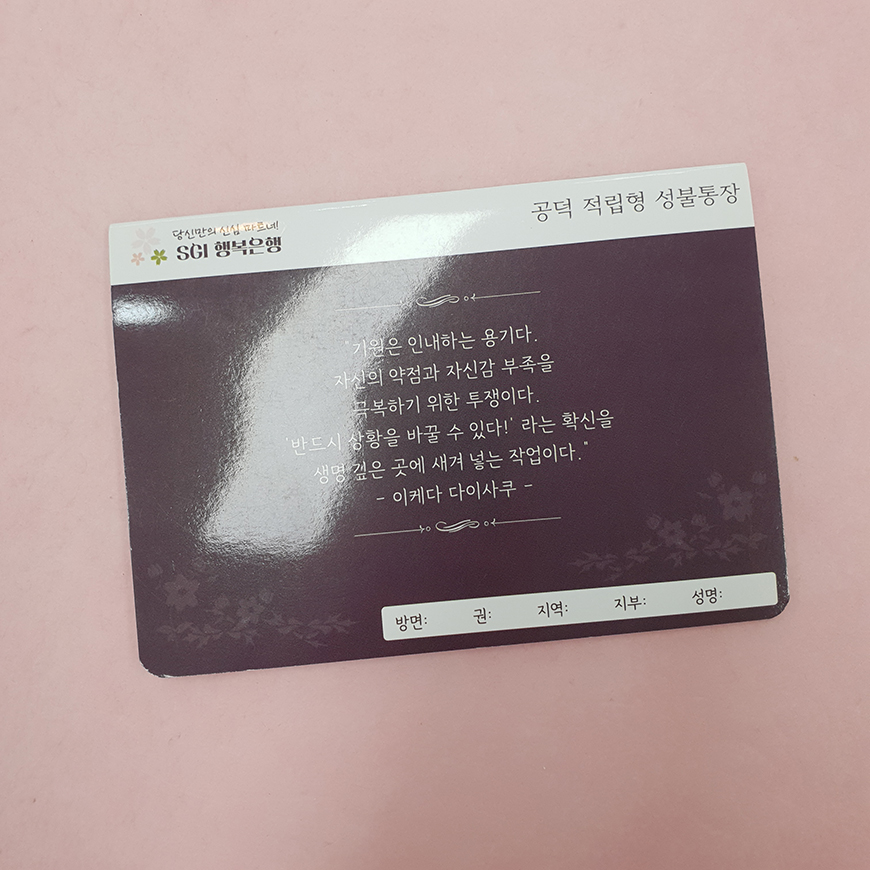 당신만의 신심 파트너!
SGI 행복은행
공덕 적립형 성불통장
"기원은 인내하는 용기다.
자신의 약점과 자신감 부족을
극복하기 위한 투쟁이다.
'반드시 상황을 바꿀 수 있다!' 라는 확신을
생명 깊은 곳에 새겨 넣는 작업이다."
- 이케다 다이사쿠 -
방면: 권: 지역: 지부: 성명: